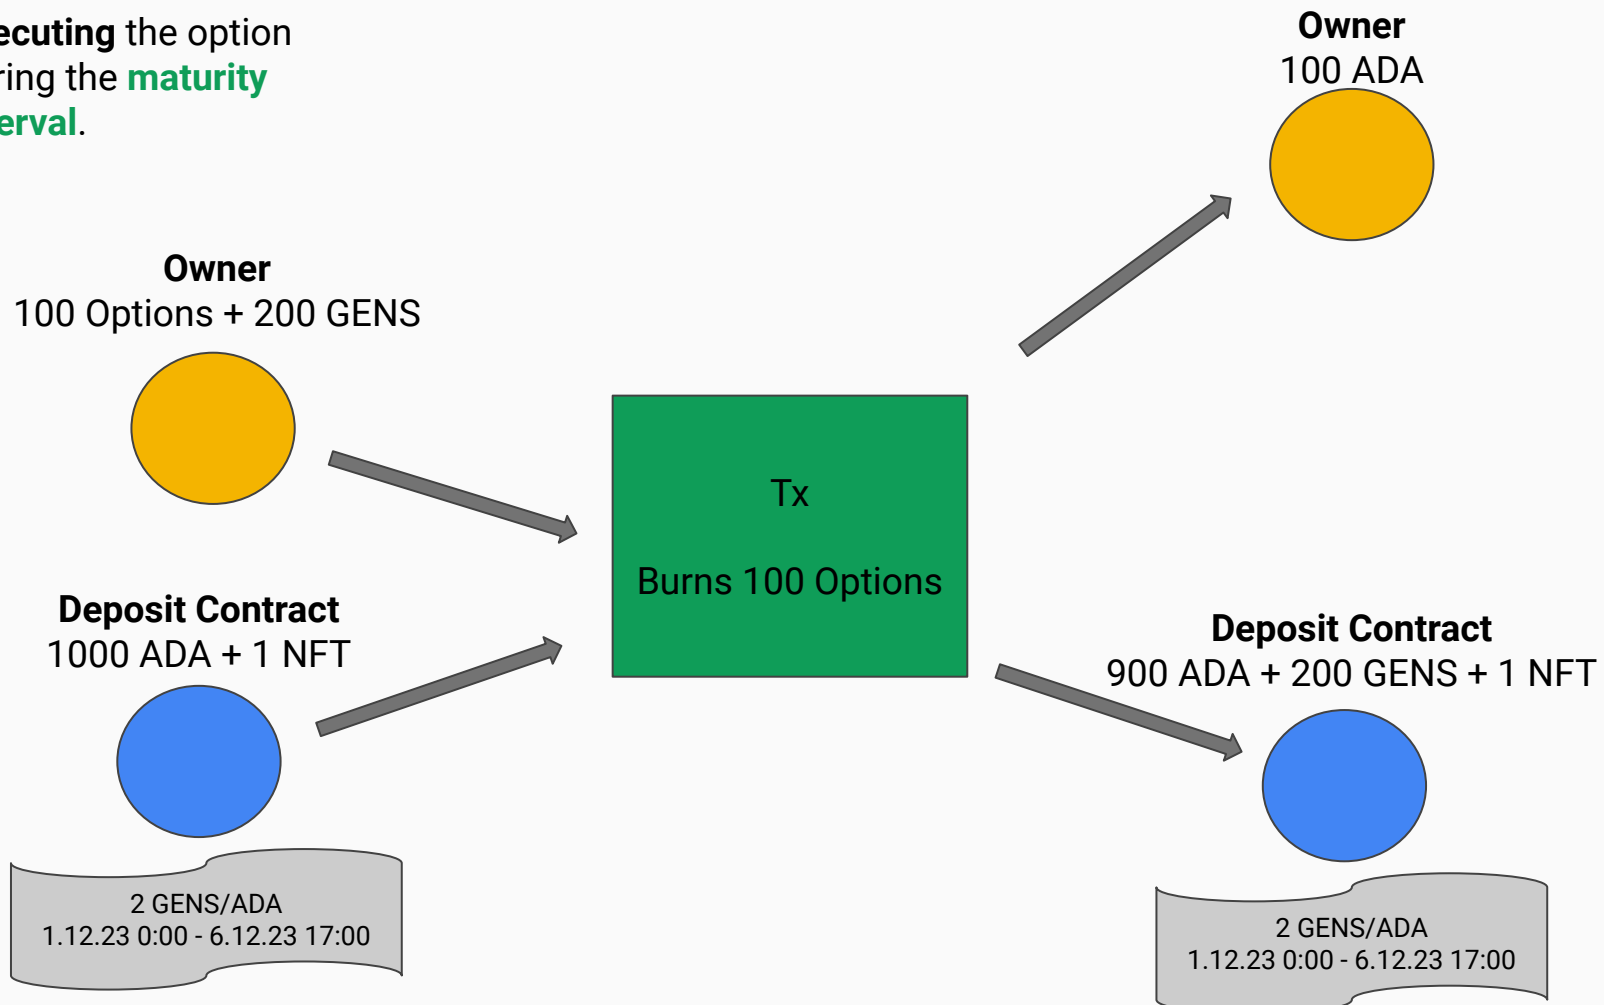 ecuting the option
ring the maturity
erval.
Owner
100 ADA
Owner
100 Options + 200 GENS
Tx
Burns 100 Options
Deposit Contract
1000 ADA + 1 NFT
Deposit Contract
900 ADA + 200 GENS + 1 NFT
2 GENS/ADA
1.12.23 0:00 - 6.12.23 17:00
2 GENS/ADA
1.12.23 0:00 - 6.12.23 17:00